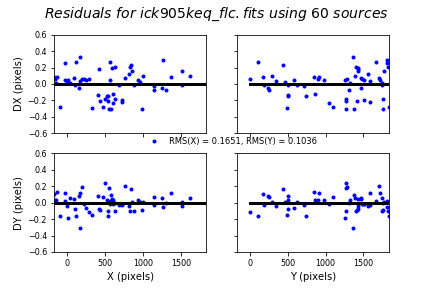 Residuals for ick905keq_flc.fits using 60 sources
0.6
0.4
0.2
0.0
−0.2
−0.4
−0.6
DX (pixels)
RMS(X) = 0.1651, RMS(Y) = 0.1036
0.6
0.4
0.2
0.0
−0.2
−0.4
−0.6
DY (pixels)
0 500 1000 1500
X (pixels)
0 500 1000 1500
Y (pixels)